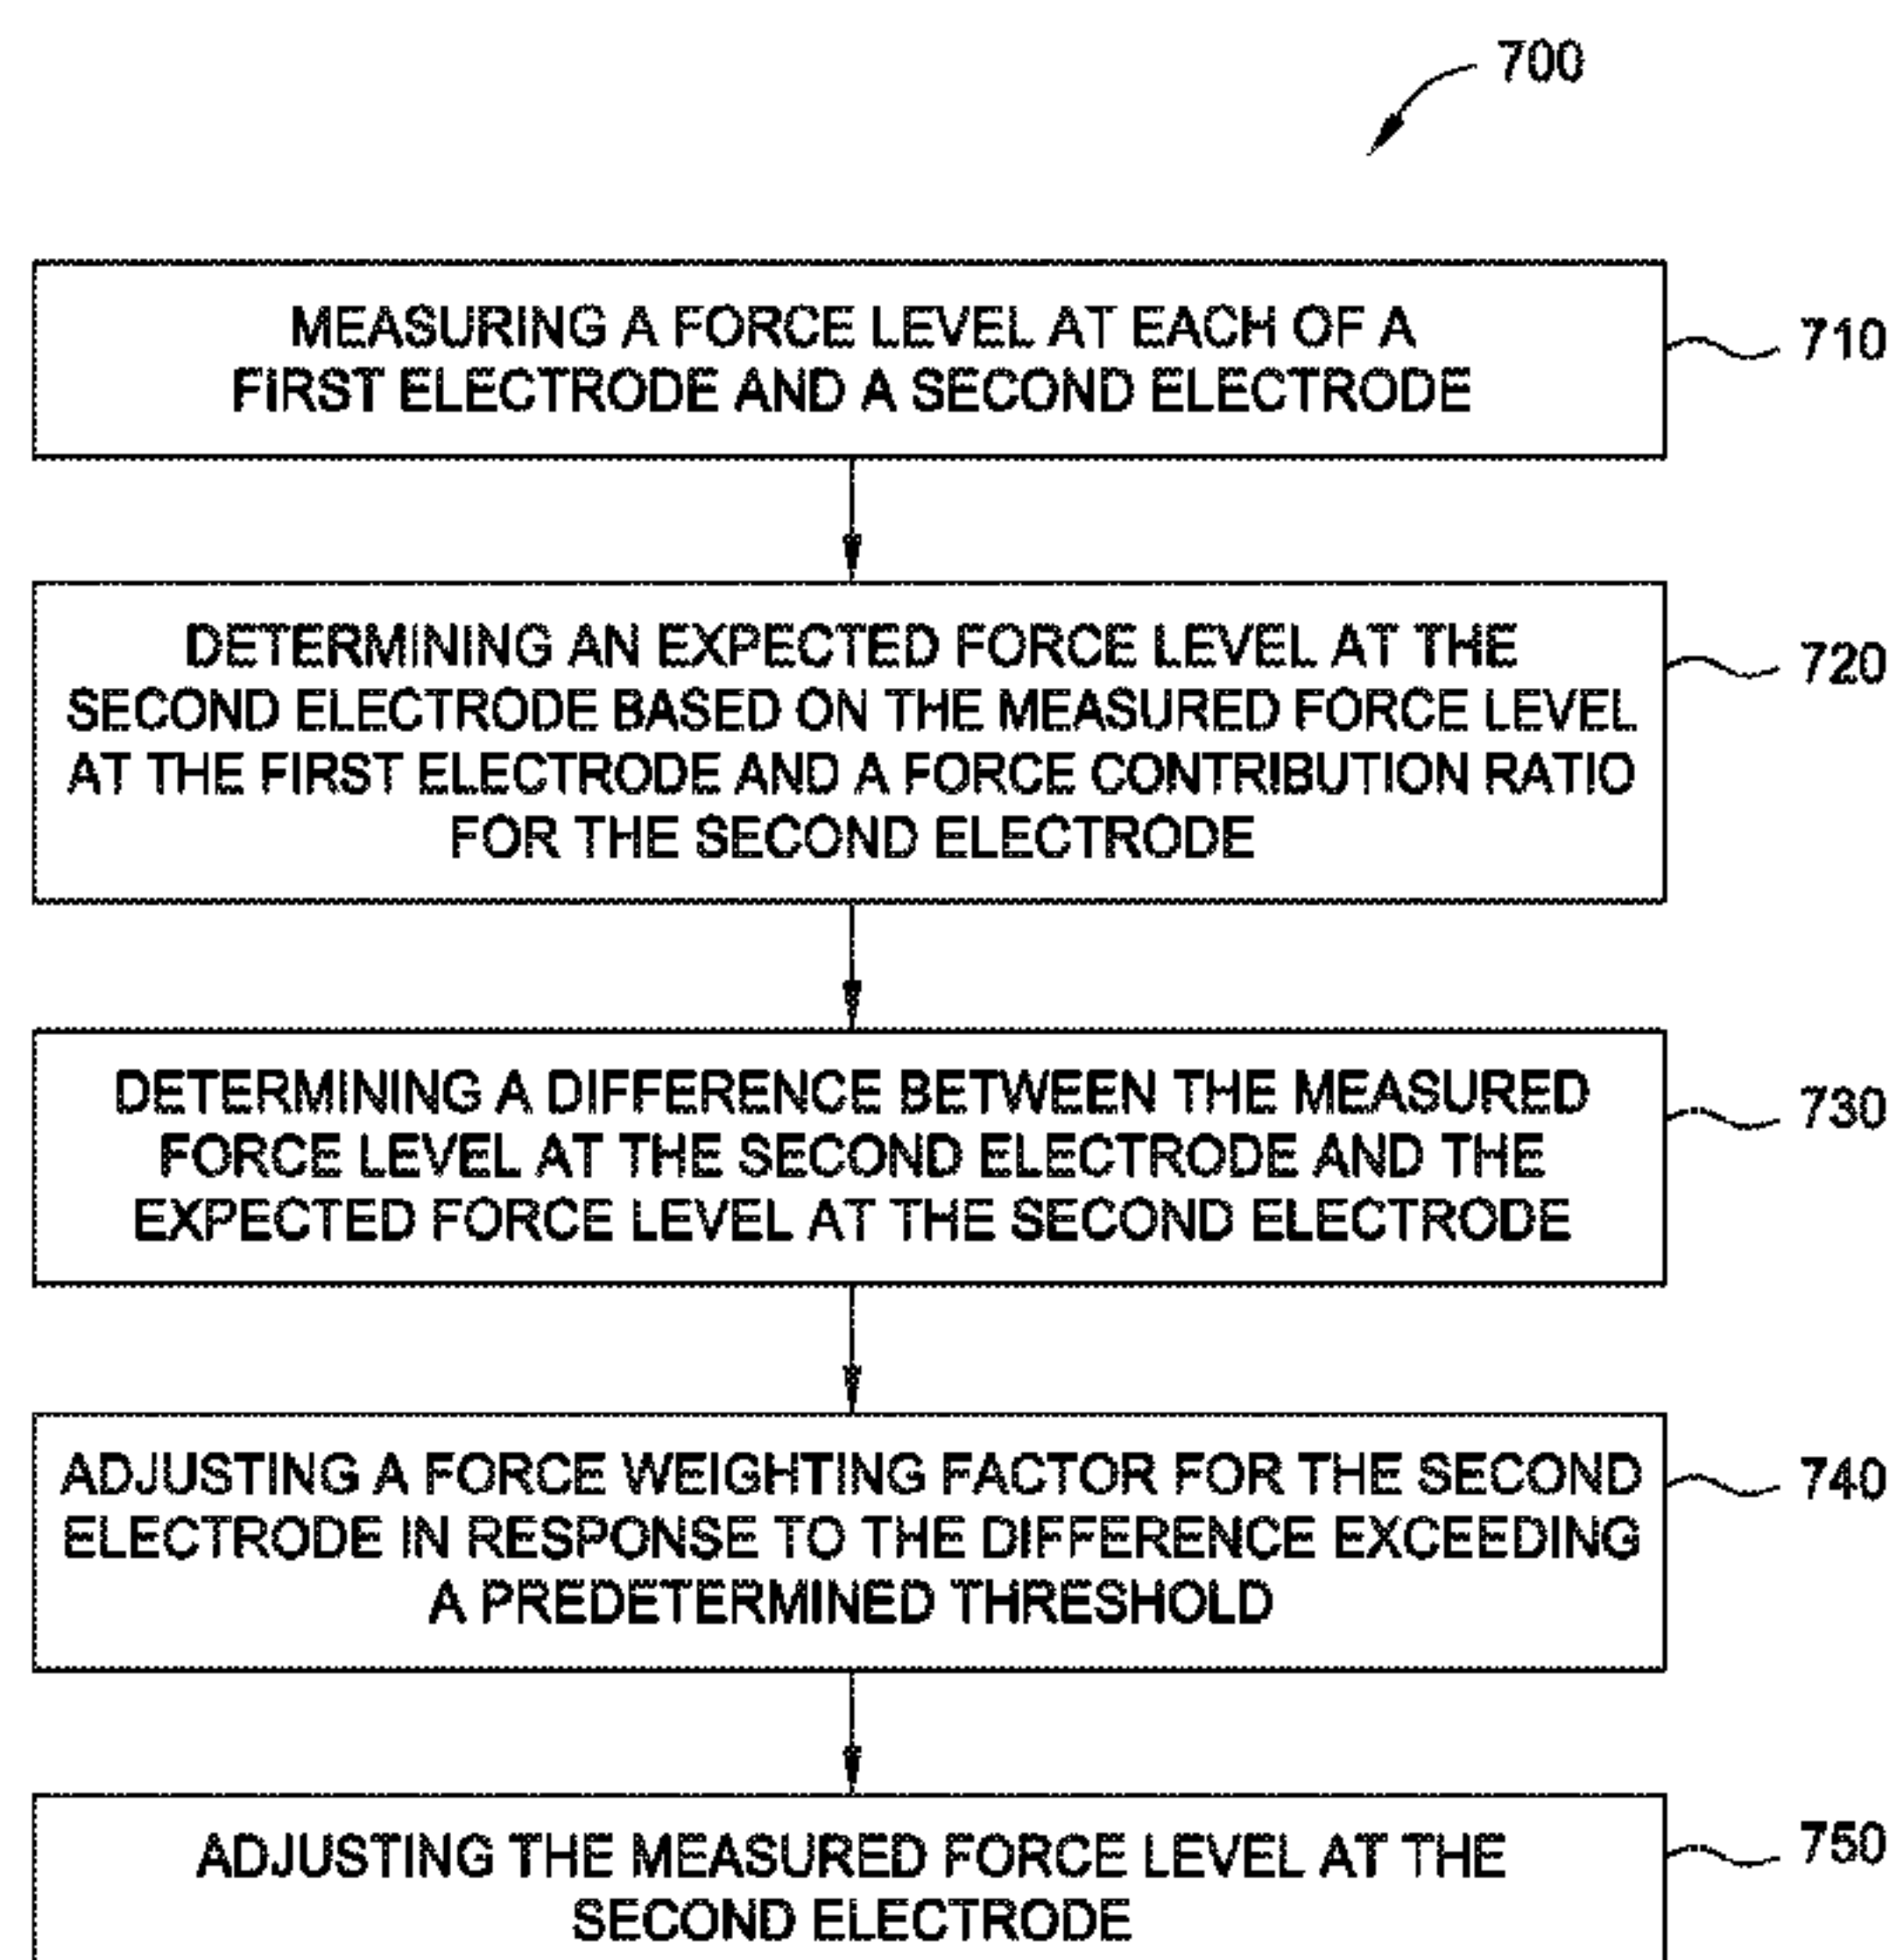 700
MEASURING A FORCE LEVEL AT EACH OF A
FIRST ELECTRODE AND A SECOND ELECTRODE
710
DETERMINING AN EXPECTED FORCE LEVEL AT THE
SECOND ELECTRODE BASED ON THE MEASURED FORCE LEVEL
AT THE FIRST ELECTRODE AND A FORCE CONTRIBUTION RATIO
FOR THE SECOND ELECTRODE
720
DETERMINING A DIFFERENCE BETWEEN THE MEASURED
FORCE LEVEL AT THE SECOND ELECTRODE AND THE
EXPECTED FORCE LEVEL AT THE SECOND ELECTRODE
730
ADJUSTING A FORCE WEIGHTING FACTOR FOR THE SECOND
ELECTRODE IN RESPONSE TO THE DIFFERENCE EXCEEDING
A PREDETERMINED THRESHOLD
740
ADJUSTING THE MEASURED FORCE LEVEL AT THE
SECOND ELECTRODE
750